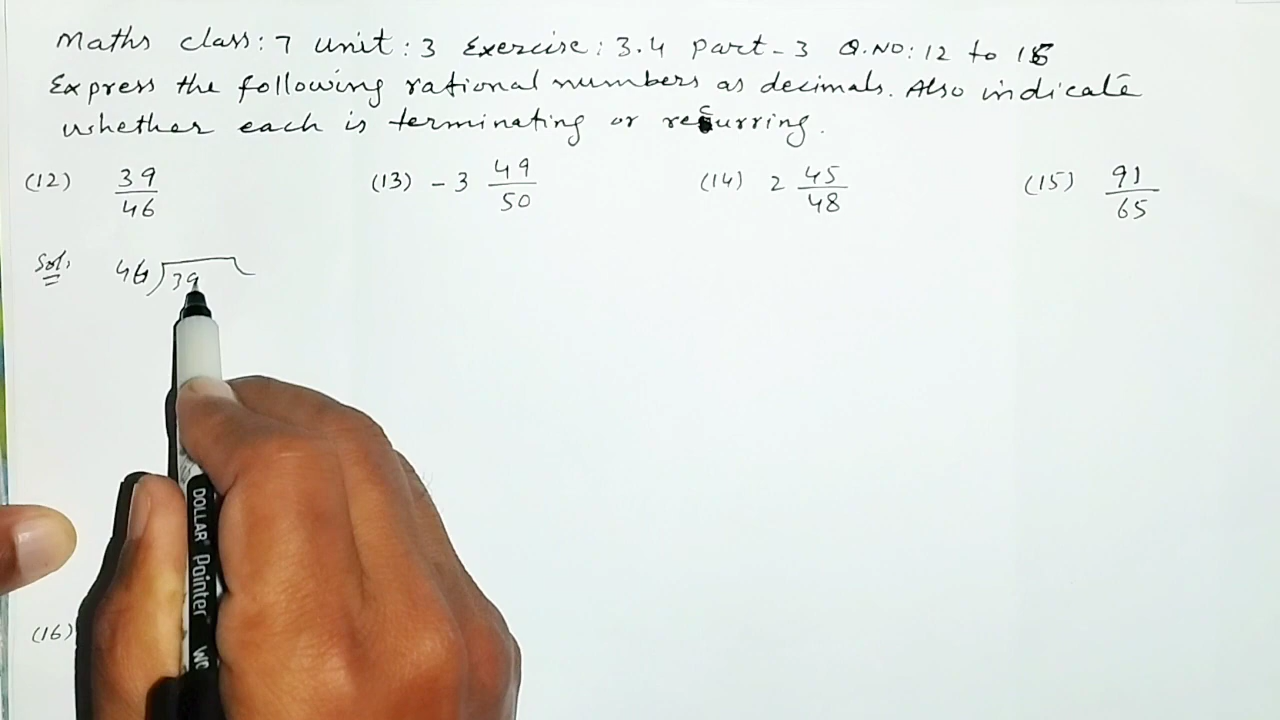 Maths class: 7 unit: 3 Exercise: 3.4 part-3 Q.NO: 12 to 15
Express the following rational numbers as decimals. Also indicate
whether each is terminating or recurring.
(12) 39/46 (13) -3 49/50 (14) 2 45/48 (15) 91/65
Sol: 46)39
(16)
DOLLAR Pointer